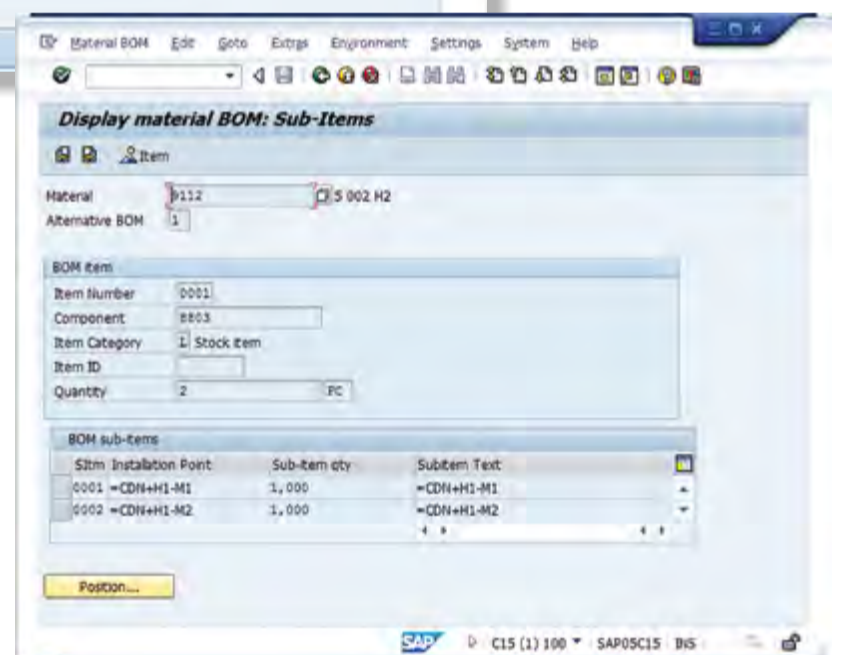 Material BOM Edit Goto Extras Environment Settings System Help
Display material BOM: Sub-Items
Item
Material 9112 S 002 H2
Alternative BOM 1
BOM item
Item Number 0001
Component 8803
Item Category L Stock item
Item ID
Quantity 2 PC
BOM sub-items
SItm Installation Point Sub-item qty Subitem Text
0001 =CDN+H1-M1 1,000 =CDN+H1-M1
0002 =CDN+H1-M2 1,000 =CDN+H1-M2
Position...
SAP C15 (1) 100 SAP05C15 INS